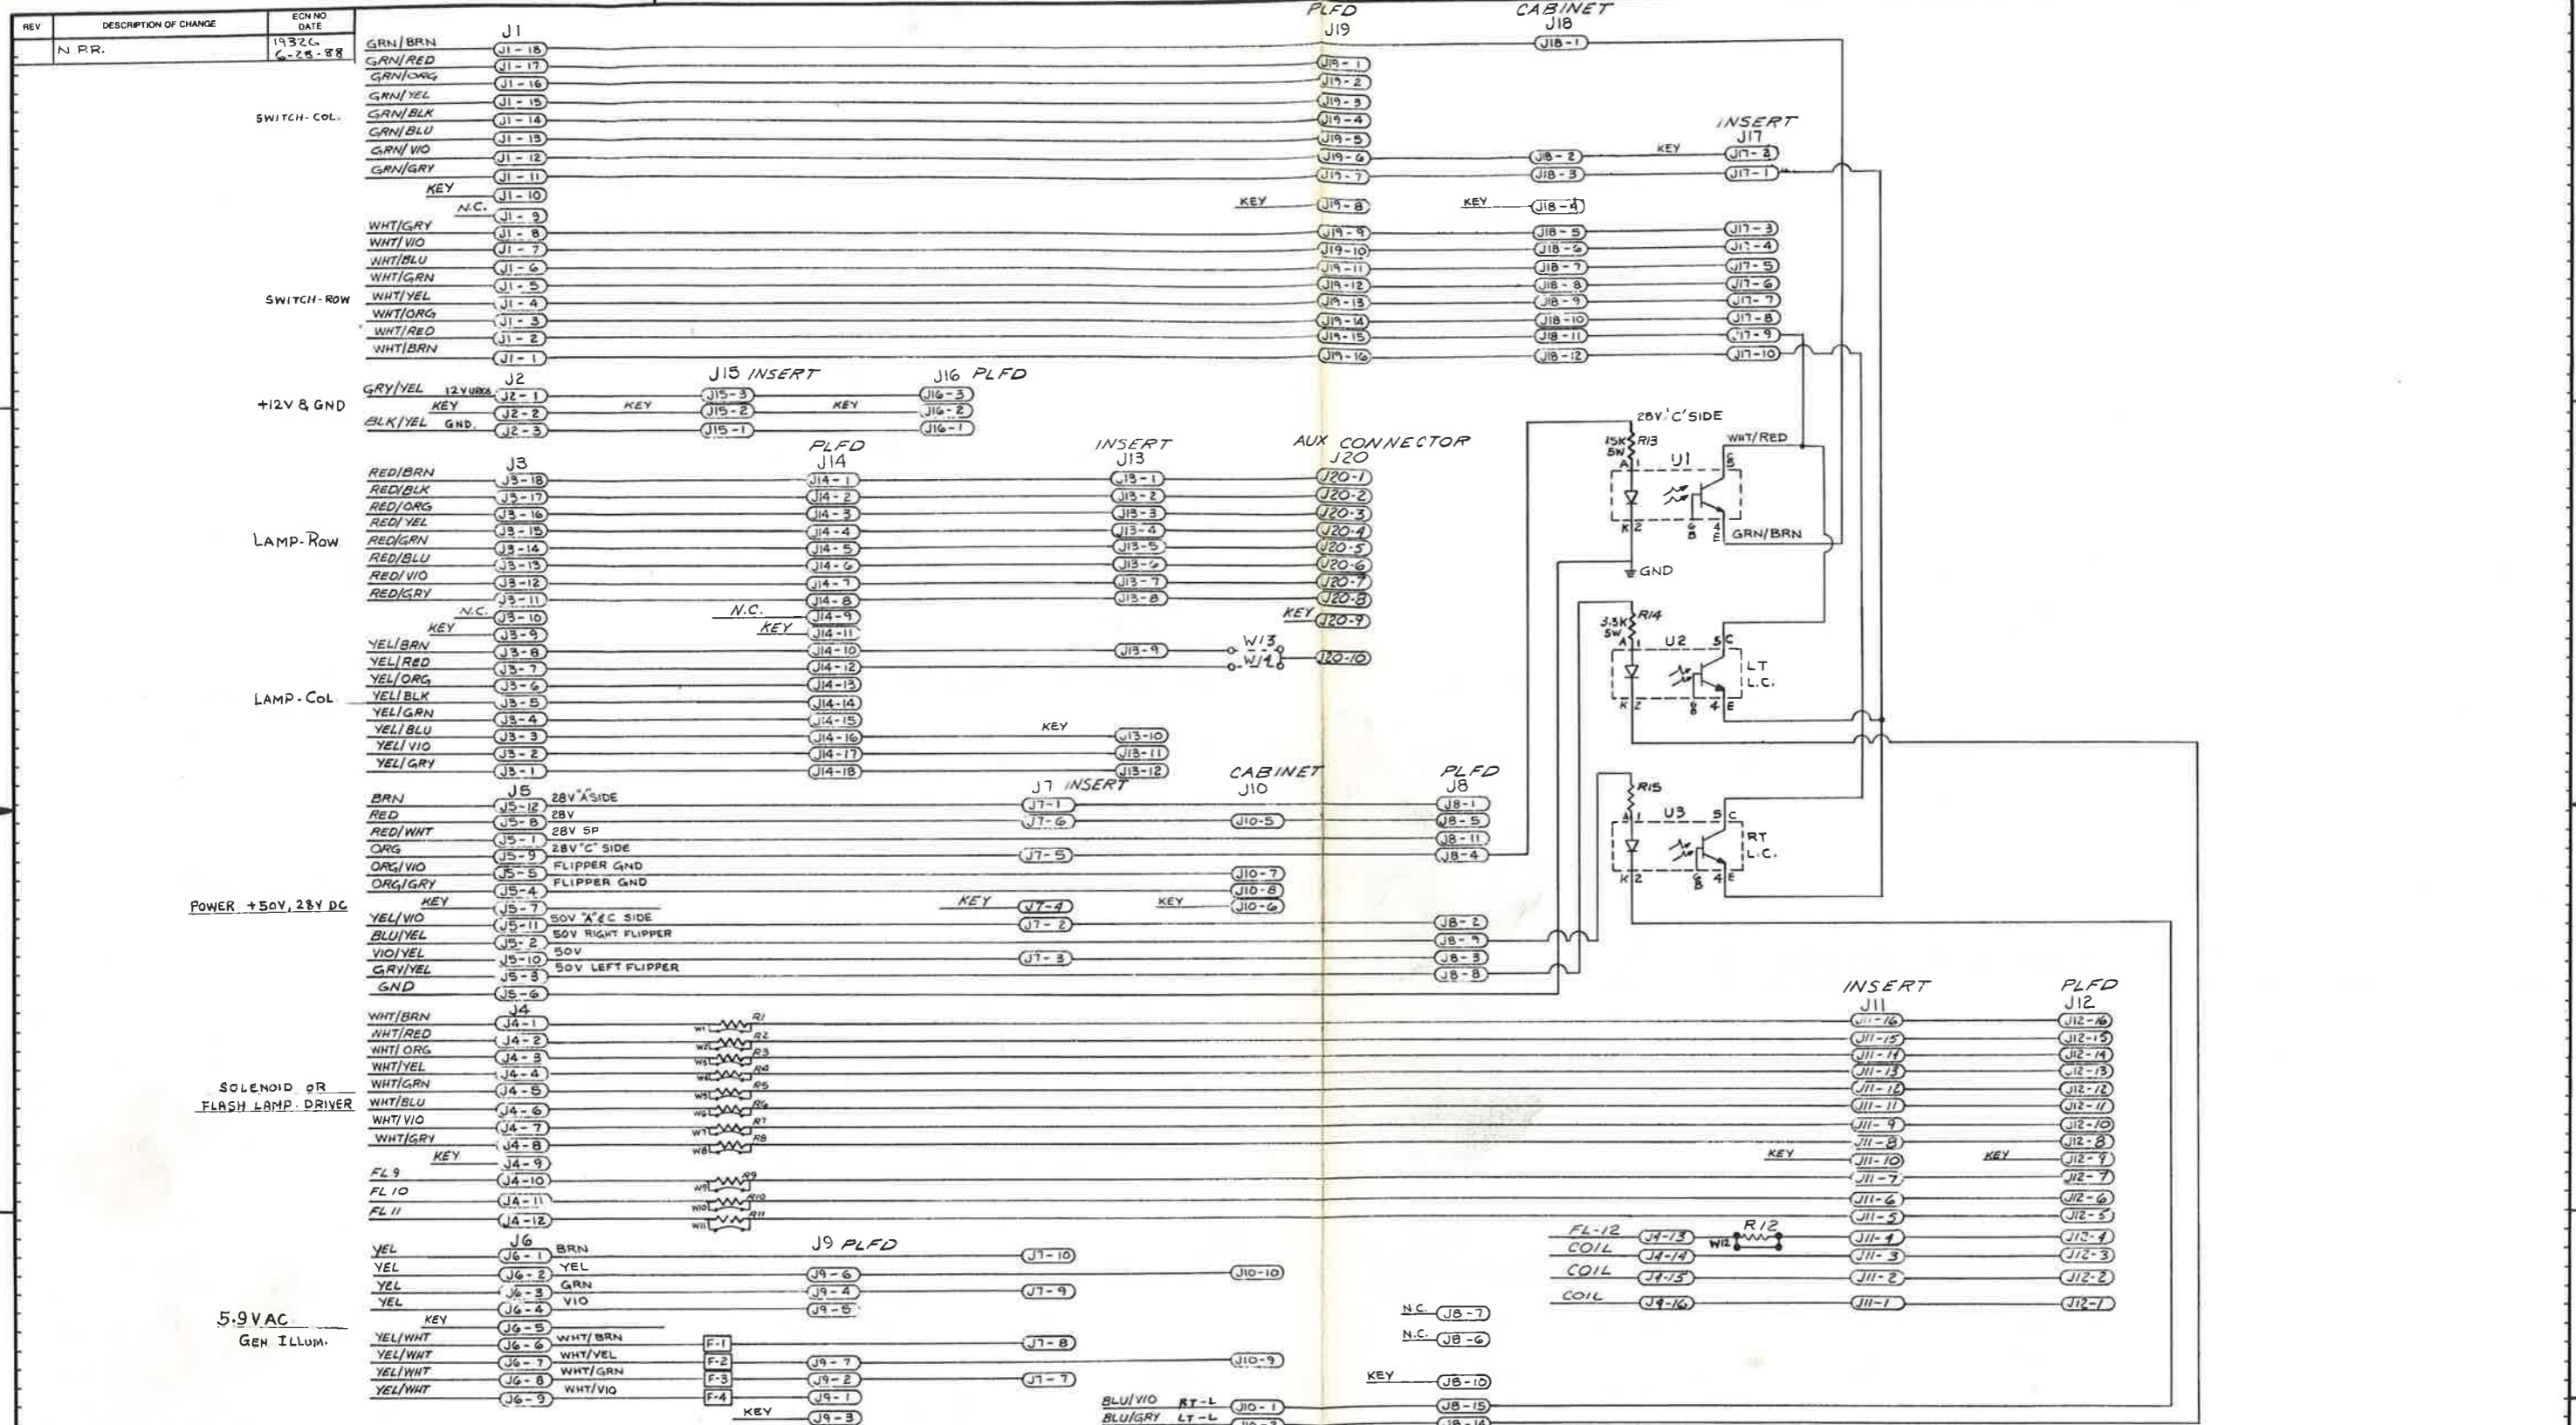 REV DESCRIPTION OF CHANGE ECN NO DATE
N P.R. 19326 6-28-88
PLFD J19
CABINET J18
J1
GRN/BRN J1-18 J18-1
GRN/RED J1-17 J19-1
GRN/ORG J1-16 J19-2
GRN/YEL J1-15 J19-3
SWITCH-COL. GRN/BLK J1-14 J19-4
GRN/BLU J1-13 J19-5
INSERT J17
GRN/VIO J1-12 J19-6 J18-2 KEY J17-2
GRN/GRY J1-11 J19-7 J18-3 J17-1
KEY J1-10
N.C. J1-9 KEY J19-8 KEY J18-4
WHT/GRY J1-8 J19-9 J18-5 J17-3
WHT/VIO J1-7 J19-10 J18-6 J17-4
WHT/BLU J1-6 J19-11 J18-7 J17-5
WHT/GRN J1-5 J19-12 J18-8 J17-6
SWITCH-ROW WHT/YEL J1-4 J19-13 J18-9 J17-7
WHT/ORG J1-3 J19-14 J18-10 J17-8
WHT/RED J1-2 J19-15 J18-11 J17-9
WHT/BRN J1-1 J19-16 J18-12 J17-10
J2 J15 INSERT J16 PLFD
GRY/YEL J2-1 J15-3 J16-3
+12V & GND KEY J2-2 KEY J15-2 KEY J16-2
BLK/YEL GND. J2-3 J15-1 J16-1
PLFD INSERT AUX CONNECTOR
J3 J14 J13 J20
RED/BRN J3-18 J14-1 J13-1 J20-1
RED/BLK J3-17 J14-2 J13-2 J20-2
RED/ORG J3-16 J14-3 J13-3 J20-3
RED/YEL J3-15 J14-4 J13-4 J20-4
LAMP-ROW RED/GRN J3-14 J14-5 J13-5 J20-5
RED/BLU J3-13 J14-6 J13-6 J20-6
RED/VIO J3-12 J14-7 J13-7 J20-7
RED/GRY J3-11 J14-8 J13-8 J20-8
N.C. J3-10 N.C. J14-9 KEY J20-9
KEY J3-9 KEY J14-11
YEL/BRN J3-8 J14-10 J13-9 W13
YEL/RED J3-7 J14-12 W14 J20-10
YEL/ORG J3-6 J14-13
LAMP-COL. YEL/BLK J3-5 J14-14
YEL/GRN J3-4 J14-15
YEL/BLU J3-3 J14-16 KEY J13-10
YEL/VIO J3-2 J14-17 J13-11
YEL/GRY J3-1 J14-18 J13-12
28V "C" SIDE
15K 5W R13
WHT/RED
A 1 U1 C 5
K 2 6 B 4 E GRN/BRN
GND
3.3K 5W R14
A 1 U2 5 C
LT L.C.
K 2 6 B 4 E
R15
A 1 U3 5 C
RT L.C.
K 2 6 B 4 E
J5 J7 INSERT CABINET J10 PLFD J8
BRN J5-12 28V "A" SIDE J7-1 J8-1
RED J5-8 28V J7-6 J10-5 J8-5
RED/WHT J5-1 28V SP J8-11
ORG J5-9 28V "C" SIDE J7-5 J8-4
ORG/VIO J5-5 FLIPPER GND J10-7
ORG/GRY J5-4 FLIPPER GND J10-8
POWER +50V, 28V DC KEY J5-7 KEY J7-4 KEY J10-6
YEL/VIO J5-11 50V "A"&C SIDE J7-2 J8-2
BLU/YEL J5-2 50V RIGHT FLIPPER J8-9
VIO/YEL J5-10 50V J7-3 J8-3
GRY/YEL J5-3 50V LEFT FLIPPER J8-8
GND J5-6
J4 INSERT J11 PLFD J12
WHT/BRN J4-1 W1 R1 J11-16 J12-16
WHT/RED J4-2 W2 R2 J11-15 J12-15
WHT/ORG J4-3 W3 R3 J11-14 J12-14
WHT/YEL J4-4 W4 R4 J11-13 J12-13
SOLENOID OR FLASH LAMP DRIVER
WHT/GRN J4-5 W5 R5 J11-12 J12-12
WHT/BLU J4-6 W6 R6 J11-11 J12-11
WHT/VIO J4-7 W7 R7 J11-9 J12-10
WHT/GRY J4-8 W8 R8 J11-8 J12-8
KEY J4-9 KEY J11-10 KEY J12-9
FL 9 J4-10 W9 R9 J11-7 J12-7
FL 10 J4-11 W10 R10 J11-6 J12-6
FL 11 J4-12 W11 R11 J11-5 J12-5
FL-12 J4-13 W12 R12 J11-4 J12-4
COIL J4-14 J11-3 J12-3
COIL J4-15 J11-2 J12-2
COIL J4-16 J11-1 J12-1
J6 J9 PLFD
YEL J6-1 BRN J7-10
YEL J6-2 YEL J9-6 J10-10
YEL J6-3 GRN J9-4 J7-9
YEL J6-4 VIO J9-5
5.9VAC GEN ILLUM.
KEY J6-5
YEL/WHT J6-6 WHT/BRN F-1 J7-8
YEL/WHT J6-7 WHT/YEL F-2 J9-7 J10-9
YEL/WHT J6-8 WHT/GRN F-3 J9-2 J7-7
YEL/WHT J6-9 WHT/VIO F-4 J9-1
KEY J9-3
N.C. J8-7
N.C. J8-6
KEY J8-10
BLU/VIO RT-L J10-1 J8-15
BLU/GRY LT-L